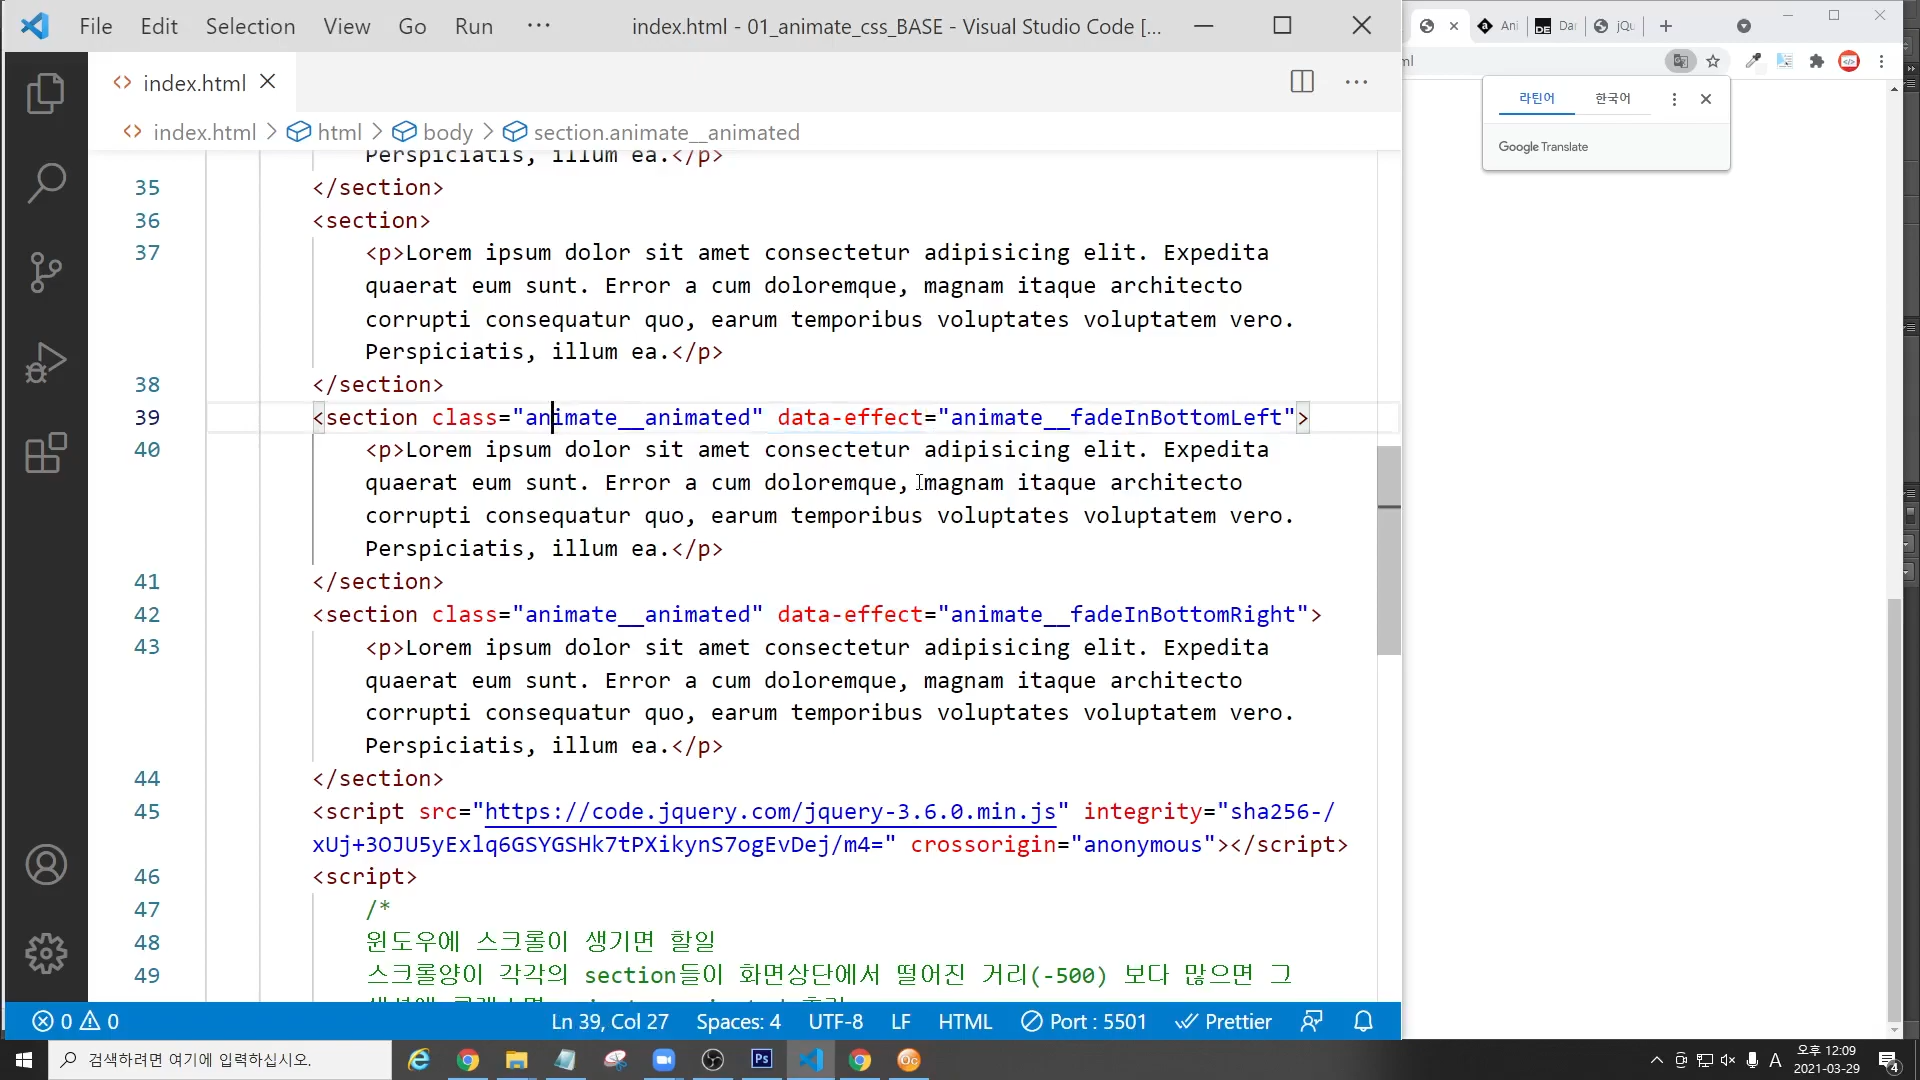 File Edit Selection View Go Run ··· index.html - 01_animate_css_BASE - Visual Studio Code [...
index.html
index.html > html > body > section.animate__animated
Perspiciatis, illum ea.</p>
35 </section>
36 <section>
37 <p>Lorem ipsum dolor sit amet consectetur adipisicing elit. Expedita
quaerat eum sunt. Error a cum doloremque, magnam itaque architecto
corrupti consequatur quo, earum temporibus voluptates voluptatem vero.
Perspiciatis, illum ea.</p>
38 </section>
39 <section class="animate__animated" data-effect="animate__fadeInBottomLeft">
40 <p>Lorem ipsum dolor sit amet consectetur adipisicing elit. Expedita
quaerat eum sunt. Error a cum doloremque, magnam itaque architecto
corrupti consequatur quo, earum temporibus voluptates voluptatem vero.
Perspiciatis, illum ea.</p>
41 </section>
42 <section class="animate__animated" data-effect="animate__fadeInBottomRight">
43 <p>Lorem ipsum dolor sit amet consectetur adipisicing elit. Expedita
quaerat eum sunt. Error a cum doloremque, magnam itaque architecto
corrupti consequatur quo, earum temporibus voluptates voluptatem vero.
Perspiciatis, illum ea.</p>
44 </section>
45 <script src="https://code.jquery.com/jquery-3.6.0.min.js" integrity="sha256-/
xUj+3OJU5yExlq6GSYGSHk7tPXikynS7ogEvDej/m4=" crossorigin="anonymous"></script>
46 <script>
47 /*
48 윈도우에 스크롤이 생기면 할일
49 스크롤양이 각각의 section들이 화면상단에서 떨어진 거리(-500) 보다 많으면 그
0 0 Ln 39, Col 27 Spaces: 4 UTF-8 LF HTML Port : 5501 Prettier
Ani DE Dar jQu
ml
라틴어 한국어
Google Translate
검색하려면 여기에 입력하십시오.
Ps
Oc
A
오후 12:09
2021-03-29
4